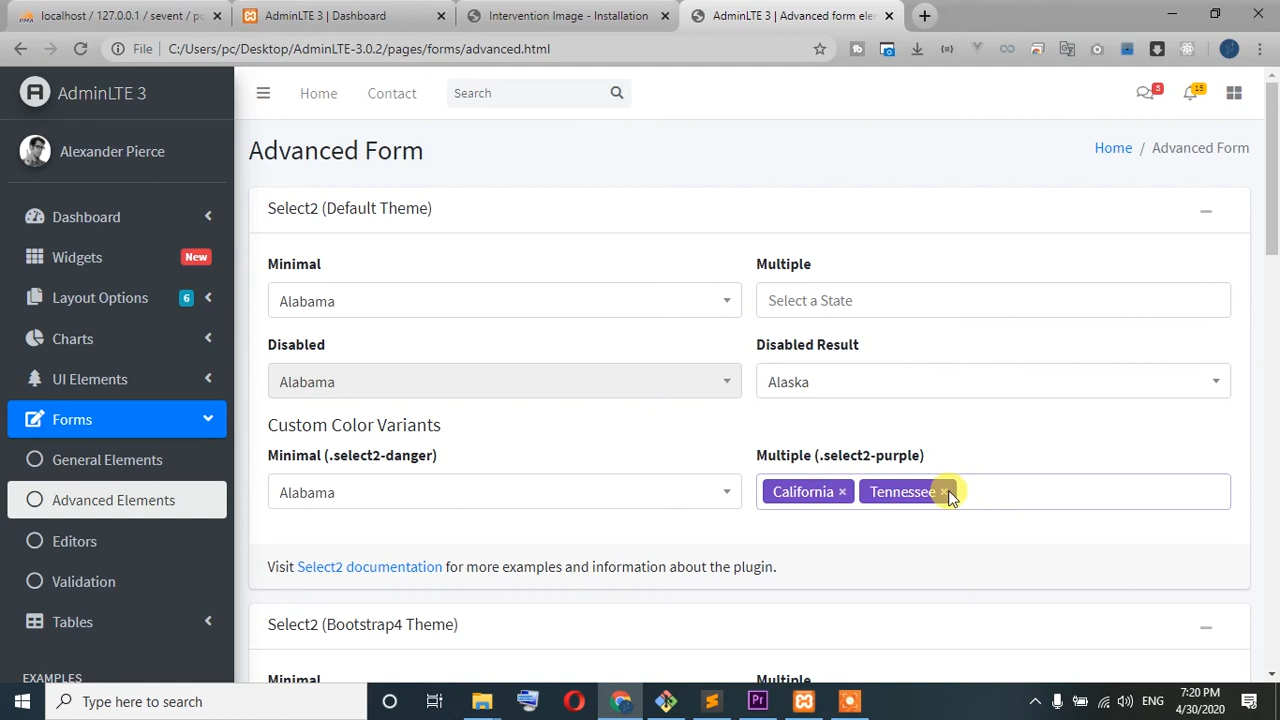 localhost / 127.0.0.1 / sevent / pc
AdminLTE 3 | Dashboard
Intervention Image - Installation
AdminLTE 3 | Advanced form ele
File C:/Users/pc/Desktop/AdminLTE-3.0.2/pages/forms/advanced.html
AdminLTE 3
Home
Contact
Search
3
15
Alexander Pierce
Advanced Form
Home / Advanced Form
Dashboard
Widgets
New
Layout Options
6
Charts
UI Elements
Forms
General Elements
Advanced Elements
Editors
Validation
Tables
EXAMPLES
Select2 (Default Theme)
Minimal
Multiple
Alabama
Select a State
Disabled
Disabled Result
Alabama
Alaska
Custom Color Variants
Minimal (.select2-danger)
Multiple (.select2-purple)
Alabama
California ×
Tennessee ×
Visit Select2 documentation for more examples and information about the plugin.
Select2 (Bootstrap4 Theme)
Minimal
Multiple
Type here to search
ENG
7:20 PM
4/30/2020